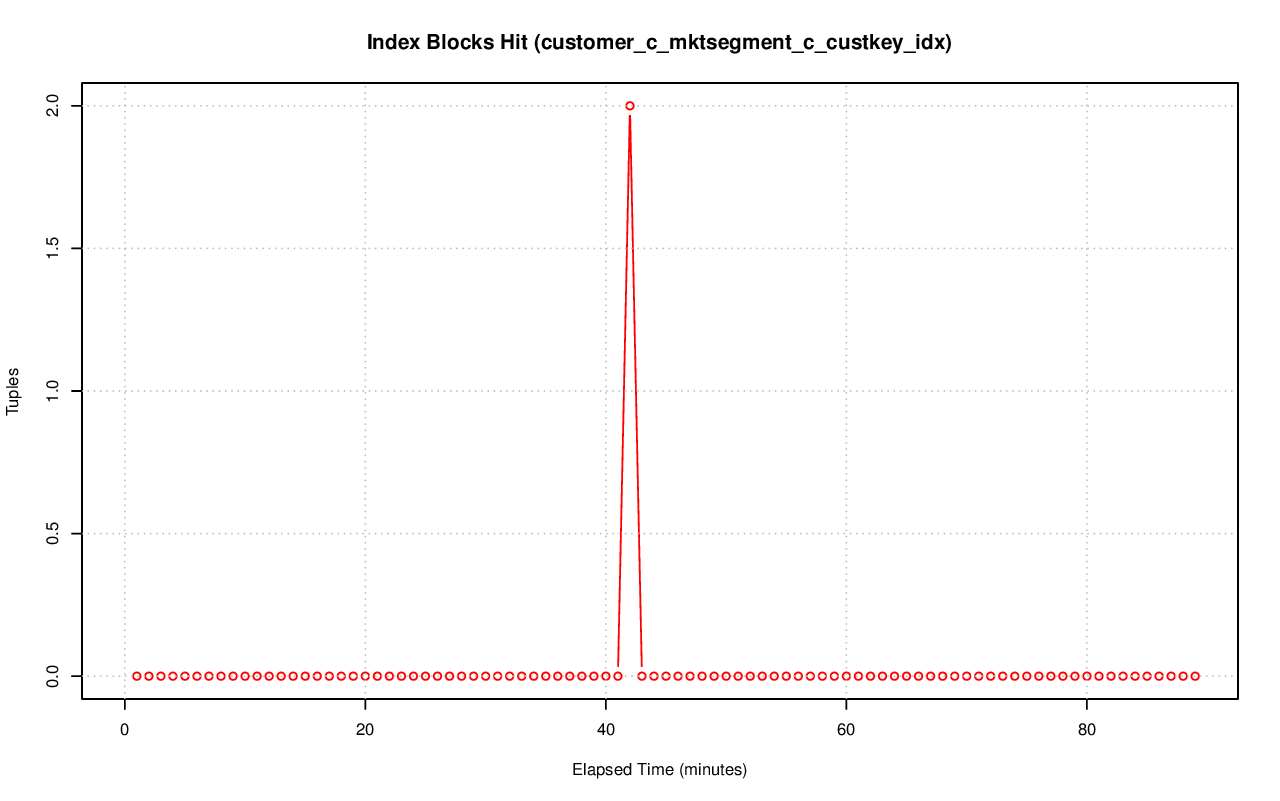 Index Blocks Hit (customer_c_mktsegment_c_custkey_idx)
Tuples
2.0
1.5
1.0
0.5
0.0
0 20 40 60 80
Elapsed Time (minutes)